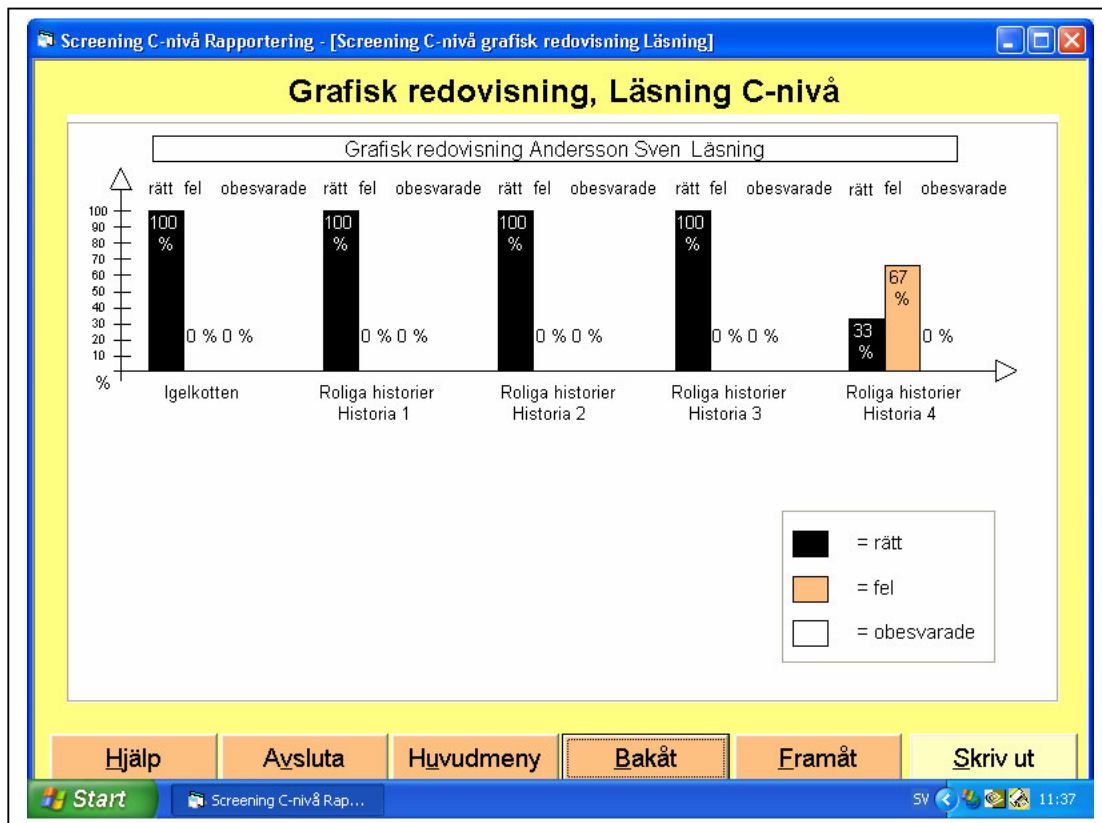 Screening C-nivå Rapportering - [Screening C-nivå grafisk redovisning Läsning]
Grafisk redovisning, Läsning C-nivå
Grafisk redovisning Andersson Sven Läsning
rätt fel obesvarade rätt fel obesvarade rätt fel obesvarade rätt fel obesvarade rätt fel obesvarade
100
90
80
70
60
50
40
30
20
10
%
100 %
0 % 0 %
100 %
0 % 0 %
100 %
0 % 0 %
100 %
0 % 0 %
33 %
67 %
0 %
Igelkotten
Roliga historier
Historia 1
Roliga historier
Historia 2
Roliga historier
Historia 3
Roliga historier
Historia 4
= rätt
= fel
= obesvarade
Hjälp Avsluta Huvudmeny Bakåt Framåt Skriv ut
Start Screening C-nivå Rap... SV 11:37